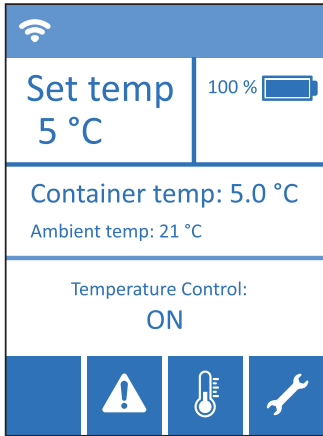 Set temp
5 °C
100 %
Container temp: 5.0 °C
Ambient temp: 21 °C
Temperature Control:
ON